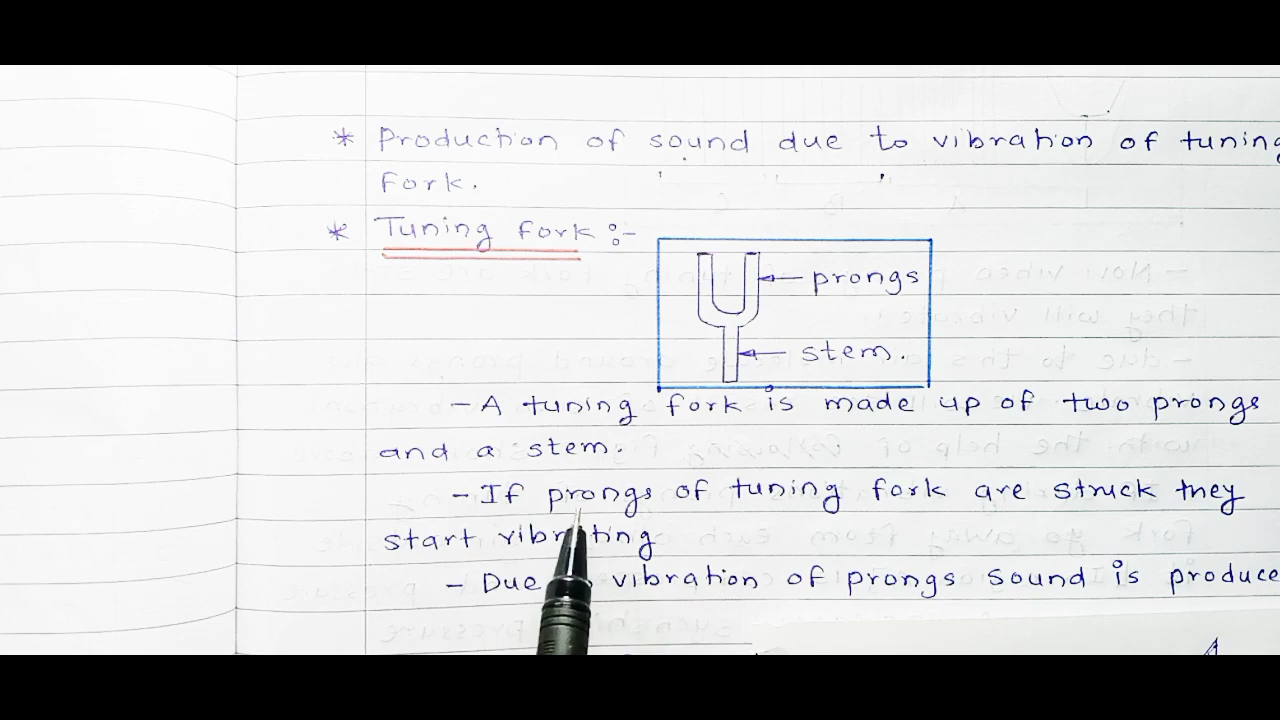 * Production of sound due to vibration of tuning
fork.
* Tuning fork :-
prongs
stem.
- A tuning fork is made up of two prongs
and a stem.
- If prongs of tuning fork are struck they
start vibrating
- Due vibration of prongs sound is produce